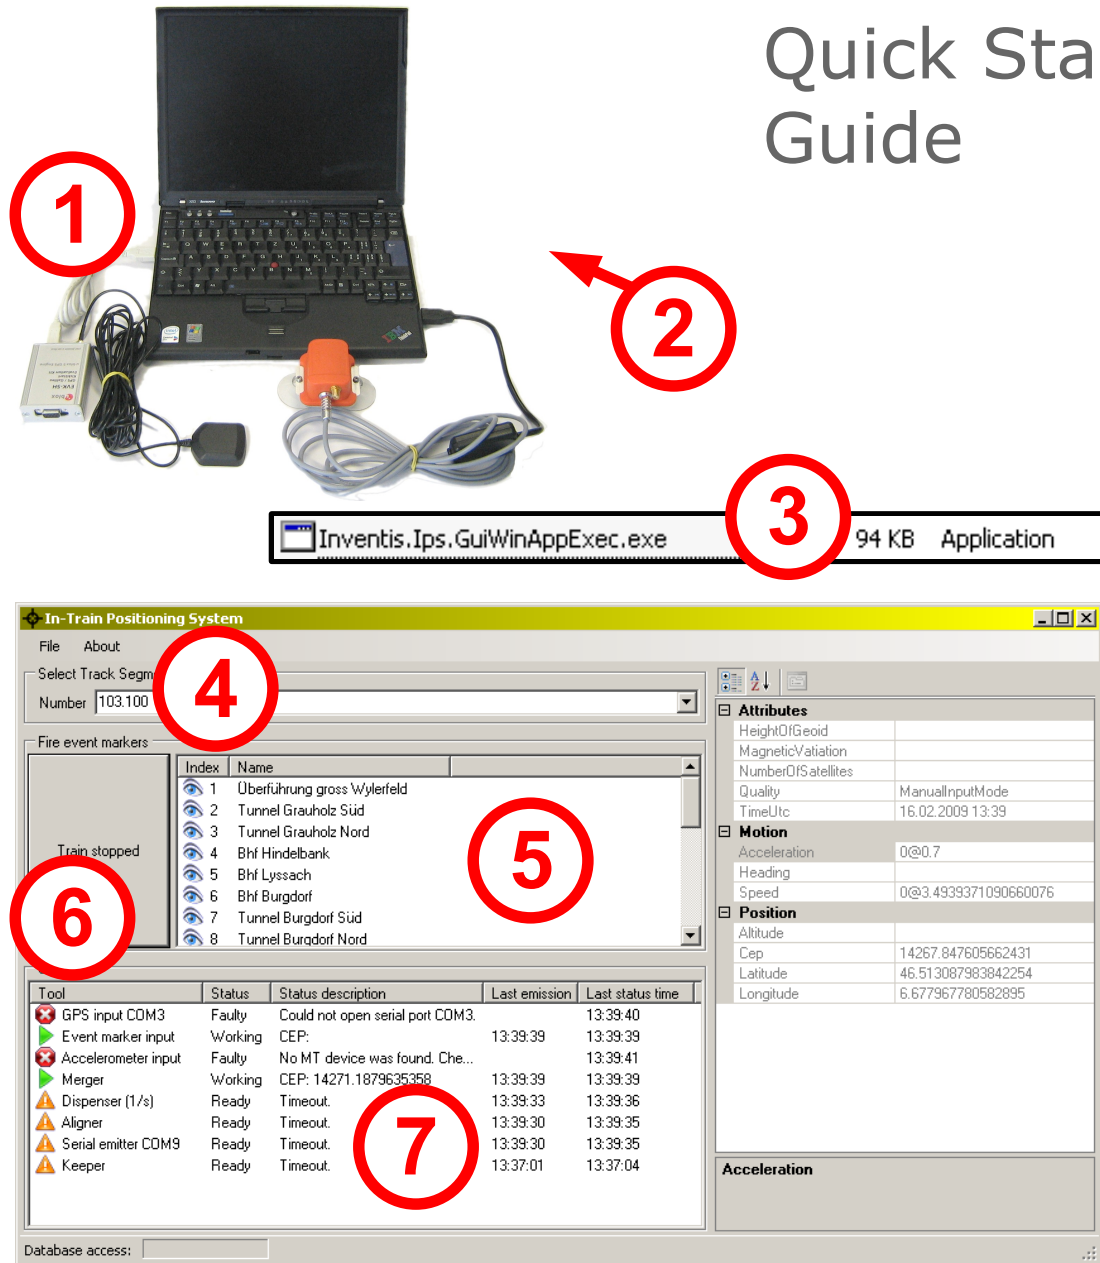 Quick Sta
Guide
1
2
EVK-5H
3
Inventis.Ips.GuiWinAppExec.exe 94 KB Application
In-Train Positioning System
File About
Select Track Segm
4
Number 103.100
Fire event markers
Train stopped
Index Name
1 Überführung gross Wylerfeld
2 Tunnel Grauholz Süd
3 Tunnel Grauholz Nord
4 Bhf Hindelbank
5 Bhf Lyssach
6 Bhf Burgdorf
7 Tunnel Burgdorf Süd
8 Tunnel Burgdorf Nord
5
6
Tool Status Status description Last emission Last status time
GPS input COM3 Faulty Could not open serial port COM3. 13:39:40
Event marker input Working CEP: 13:39:39 13:39:39
Accelerometer input Faulty No MT device was found. Che... 13:39:41
Merger Working CEP: 14271.1879635358 13:39:39 13:39:39
Dispenser (1/s) Ready Timeout. 13:39:33 13:39:36
Aligner Ready Timeout. 13:39:30 13:39:35
Serial emitter COM9 Ready Timeout. 13:39:30 13:39:35
Keeper Ready Timeout. 13:37:01 13:37:04
7
Attributes
HeightOfGeoid
MagneticVatiation
NumberOfSatellites
Quality ManualInputMode
TimeUtc 16.02.2009 13:39
Motion
Acceleration 0@0.7
Heading
Speed 0@3.4939371090660076
Position
Altitude
Cep 14267.847605662431
Latitude 46.513087983842254
Longitude 6.677967780582895
Acceleration
Database access: